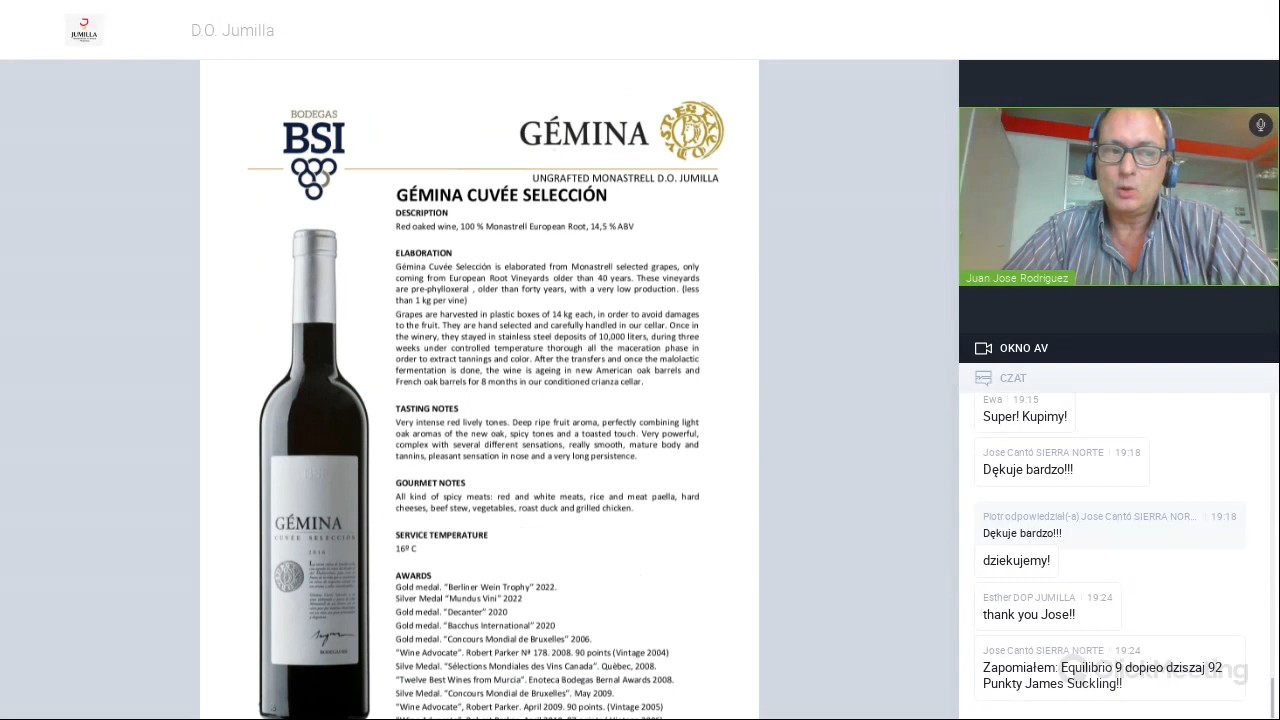 JUMILLA
D.O. Jumilla
BODEGAS
BSI
GÉMINA
UNGRAFTED MONASTRELL D.O. JUMILLA
GÉMINA CUVÉE SELECCIÓN
DESCRIPTION
Red oaked wine, 100 % Monastrell European Root, 14,5 % ABV
ELABORATION
Gémina Cuvée Selección is elaborated from Monastrell selected grapes, only
coming from European Root Vineyards older than 40 years. These vineyards
are pre-phylloxeral , older than forty years, with a very low production. (less
than 1 kg per vine)
Grapes are harvested in plastic boxes of 14 kg each, in order to avoid damages
to the fruit. They are hand selected and carefully handled in our cellar. Once in
the winery, they stayed in stainless steel deposits of 10,000 liters, during three
weeks under controlled temperature thorough all the maceration phase in
order to extract tannings and color. After the transfers and once the malolactic
fermentation is done, the wine is ageing in new American oak barrels and
French oak barrels for 8 months in our conditioned crianza cellar.
TASTING NOTES
Very intense red lively tones. Deep ripe fruit aroma, perfectly combining light
oak aromas of the new oak, spicy tones and a toasted touch. Very powerful,
complex with several different sensations, really smooth, mature body and
tannins, pleasant sensation in nose and a very long persistence.
GOURMET NOTES
All kind of spicy meats: red and white meats, rice and meat paella, hard
cheeses, beef stew, vegetables, roast duck and grilled chicken.
SERVICE TEMPERATURE
16º C
AWARDS
Gold medal. "Berliner Wein Trophy" 2022.
Silver Medal "Mundus Vini" 2022
Gold medal. "Decanter" 2020
Gold medal. "Bacchus International" 2020
Gold medal. "Concours Mondial de Bruxelles" 2006.
"Wine Advocate". Robert Parker Nª 178. 2008. 90 points (Vintage 2004)
Silve Medal. "Sélections Mondiales des Vins Canada". Québec, 2008.
"Twelve Best Wines from Murcia". Enoteca Bodegas Bernal Awards 2008.
Silve Medal. "Concours Mondial de Bruxelles". May 2009.
"Wine Advocate", Robert Parker. April 2009. 90 points. (Vintage 2005)
GÉMINA
CUVÉE SELECCIÓN
2016
BODEGAS BSI
Juan Jose Rodriguez
OKNO AV
CZAT
Ewa 19:15
Super! Kupimy!
Jose Cantó SIERRA NORTE 19:18
Dękuje bardzo!!!
Piotr odpowiedział(-a) Jose Cantó SIERRA NOR... 19:18
Dękuje bardzo!!!
dziekujemy!
Esther DOP JUMILLA 19:24
thank you Jose!!
Jose Cantó SIERRA NORTE 19:24
Zapomiałem: Equilibrio 9 dopieo dziszaj 92
Punkty James Suckling!!
ClickMeeting